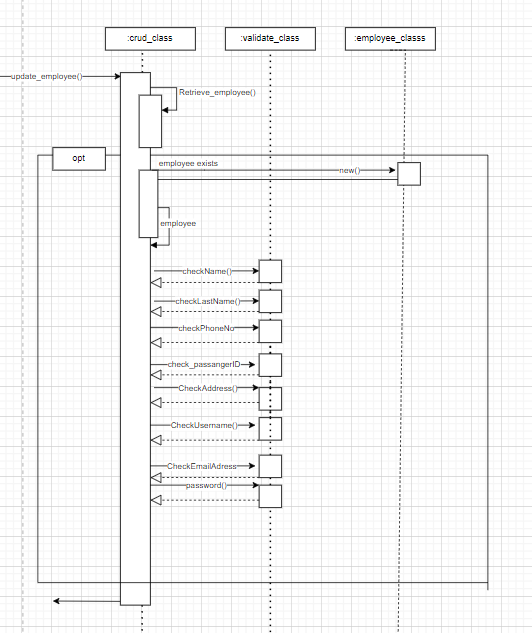 :crud_class
:validate_class
:employee_classs
update_employee()
Retrieve_employee()
opt
employee exists
new()
employee
checkName()
checkLastName()
checkPhoneNo
check_passangerID
CheckAddress()
CheckUsername()
CheckEmailAdress
password()